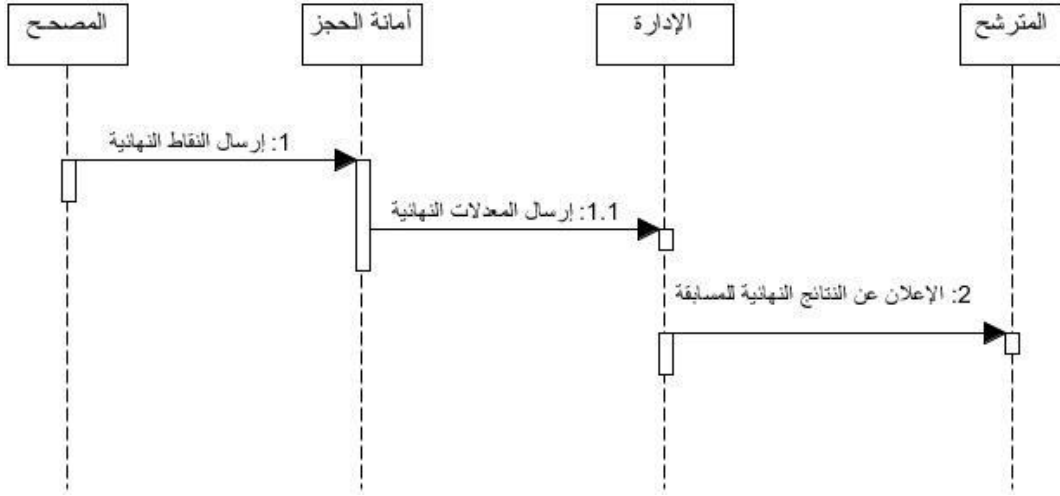 المصحح
أمانة الحجز
الإدارة
المترشح
1: إرسال النقاط النهائية
1.1: إرسال المعدلات النهائية
2: الإعلان عن النتائج النهائية للمسابقة